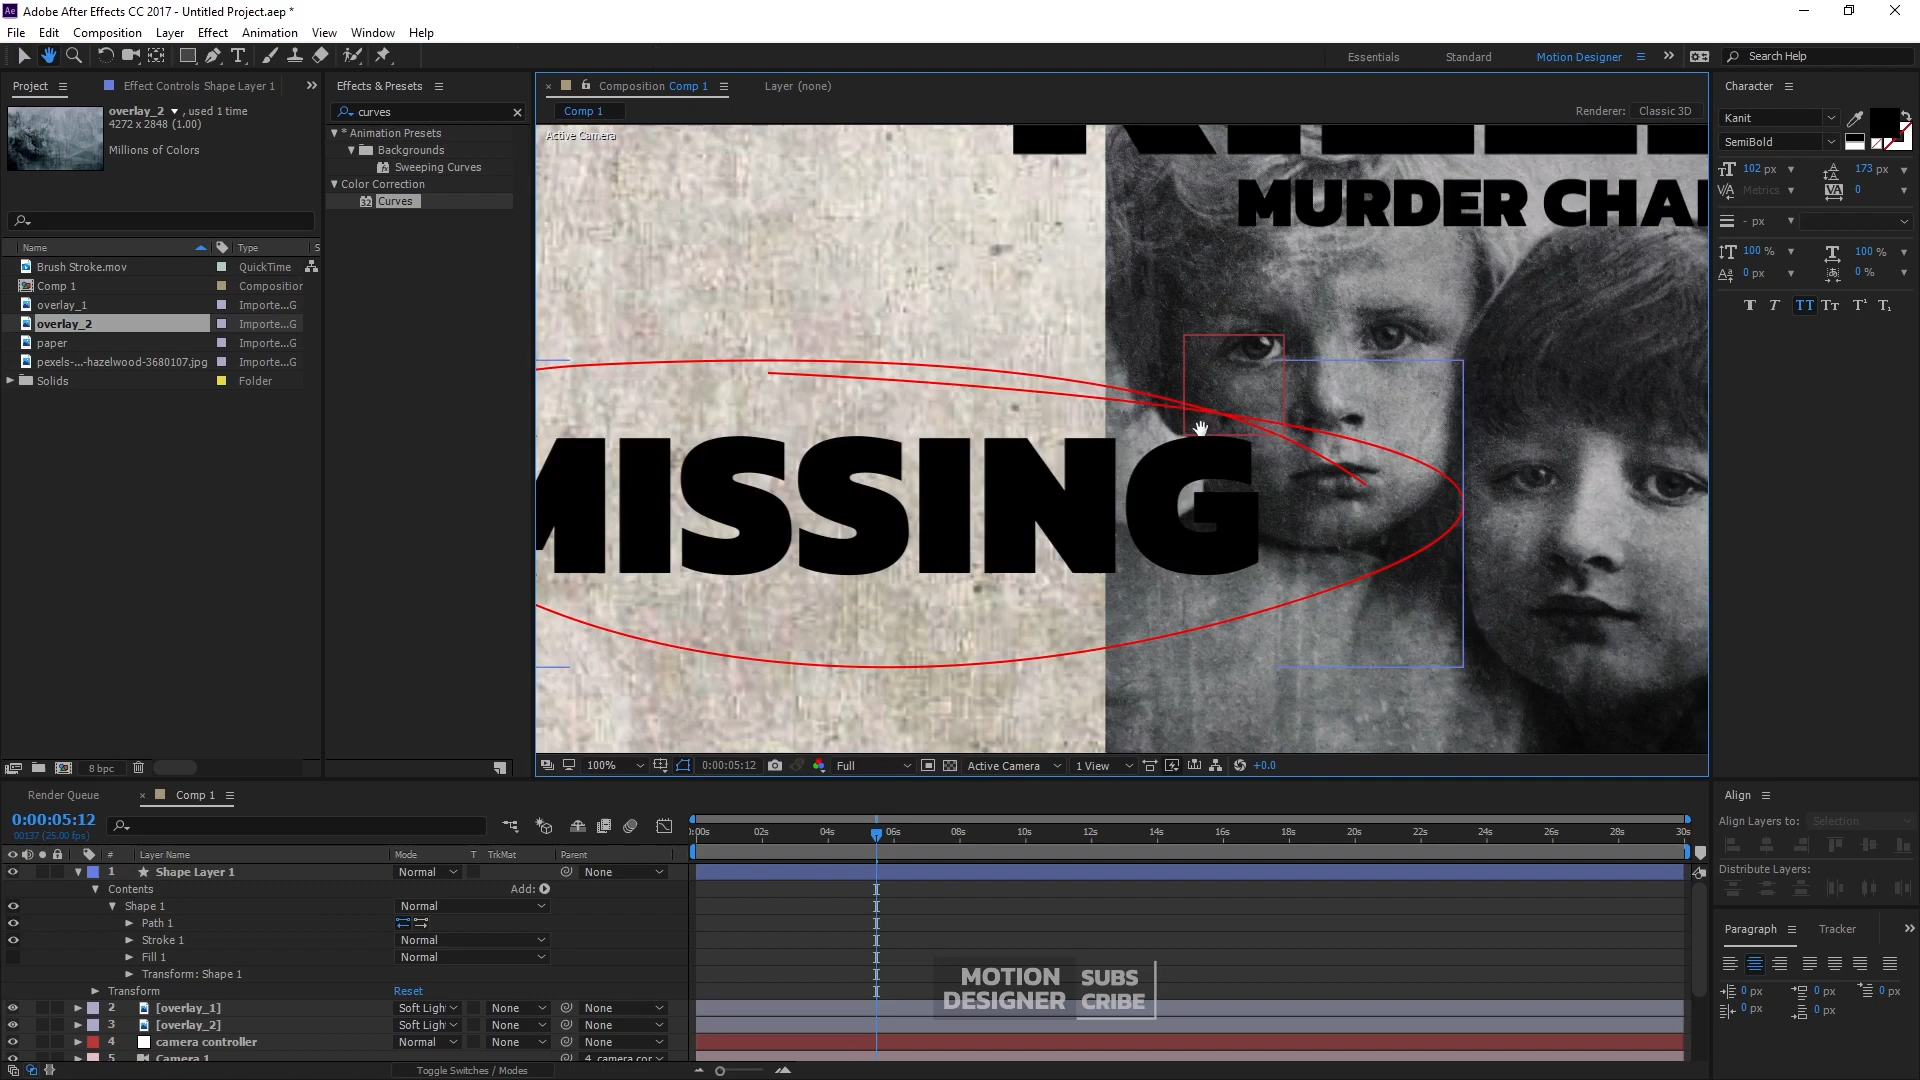 Adobe After Effects CC 2017 - Untitled Project.aep *
File Edit Composition Layer Effect Animation View Window Help
Essentials Standard Motion Designer Search Help
Project Effect Controls Shape Layer 1
overlay_2 , used 1 time
4272 x 2848 (1.00)
Millions of Colors
Name Type S
Brush Stroke.mov QuickTime
Comp 1 Composition
overlay_1 Importe...G
overlay_2 Importe...G
paper Importe...G
pexels-...-hazelwood-3680107.jpg Importe...G
Solids Folder
8 bpc
Effects & Presets
curves
* Animation Presets
Backgrounds
Sweeping Curves
Color Correction
Curves
Composition Comp 1 Layer (none)
Comp 1 Renderer: Classic 3D
Active Camera
MURDER CHA
MISSING
100% 0:00:05:12 Full Active Camera 1 View +0.0
Character
Kanit
SemiBold
102 px 173 px
Metrics 0
- px
100 % 100 %
0 px 0 %
Render Queue Comp 1
0:00:05:12
00137 (25.00 fps)
:00s 02s 04s 06s 08s 10s 12s 14s 16s 18s 20s 22s 24s 26s 28s 30s
# Layer Name Mode T TrkMat Parent
1 Shape Layer 1 Normal None
Contents Add:
Shape 1 Normal
Path 1
Stroke 1 Normal
Fill 1 Normal
Transform: Shape 1
Transform Reset
2 [overlay_1] Soft Light None None
3 [overlay_2] Soft Light None None
4 camera controller Normal None None
5 Camera 1 4. camera cor
Toggle Switches / Modes
MOTION
DESIGNER
SUBS
CRIBE
Align
Align Layers to: Selection
Distribute Layers:
Paragraph Tracker
0 px 0 px 0 px
0 px 0 px